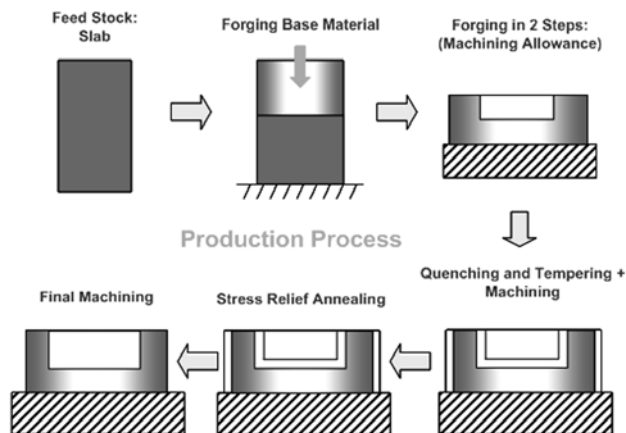 Feed Stock:
Slab
Forging Base Material
Forging in 2 Steps:
(Machining Allowance)
Production Process
Quenching and Tempering +
Machining
Stress Relief Annealing
Final Machining